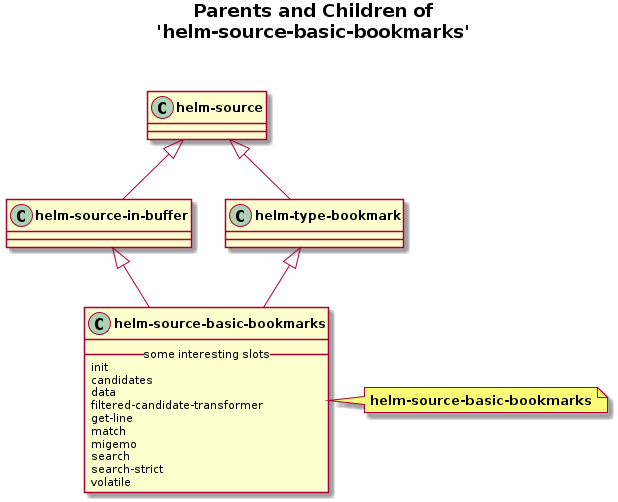 Parents and Children of
'helm-source-basic-bookmarks'
C helm-source
C helm-source-in-buffer
C helm-type-bookmark
C helm-source-basic-bookmarks
some interesting slots
init
candidates
data
filtered-candidate-transformer
get-line
match
migemo
search
search-strict
volatile
helm-source-basic-bookmarks